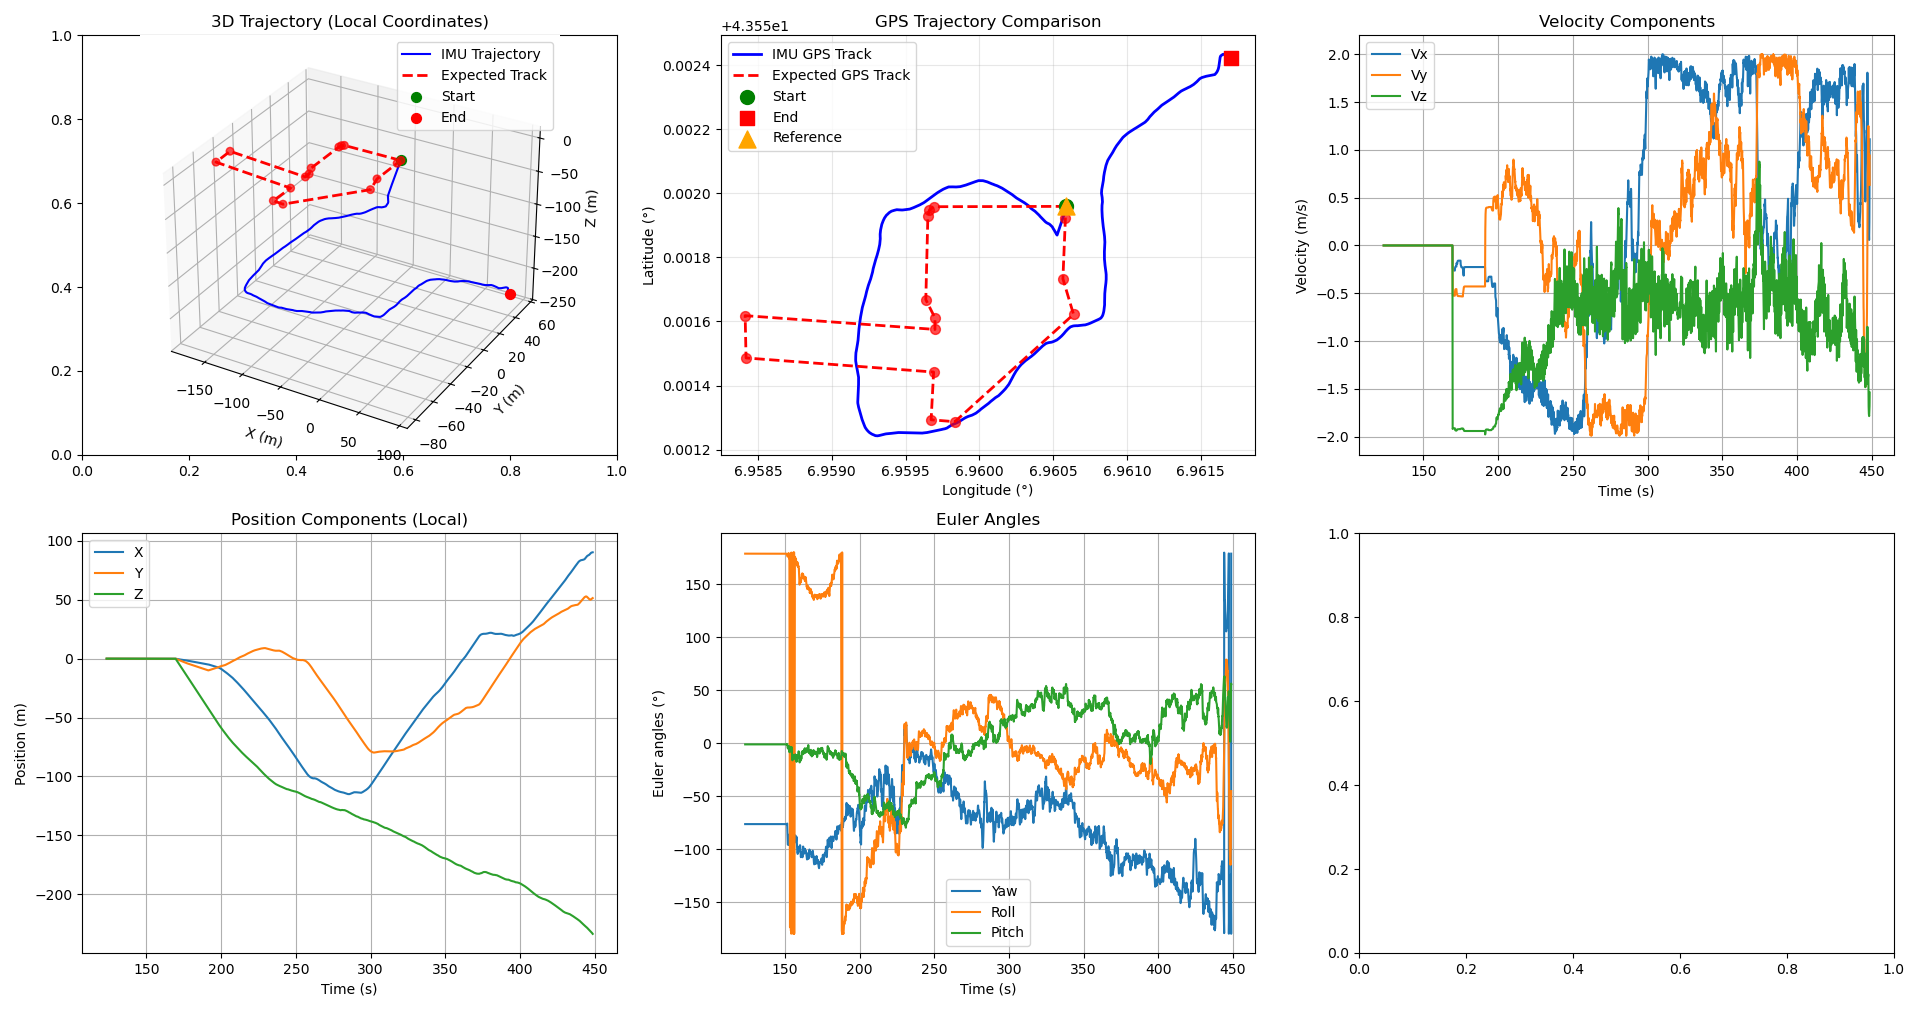 3D Trajectory (Local Coordinates)
1.0
0.8
0.6
0.4
0.2
0.0
0.0
0.2
0.4
0.6
0.8
1.0
IMU Trajectory
Expected Track
Start
End
0
−50
−100
−150
−200
−250
Z (m)
60
40
20
0
−20
−40
−60
−80
Y (m)
−150
−100
−50
0
50
100
X (m)
GPS Trajectory Comparison
+4.355e1
0.0024
0.0022
0.0020
0.0018
0.0016
0.0014
0.0012
Latitude (°)
IMU GPS Track
Expected GPS Track
Start
End
Reference
6.9585
6.9590
6.9595
6.9600
6.9605
6.9610
6.9615
Longitude (°)
Velocity Components
2.0
1.5
1.0
0.5
0.0
−0.5
−1.0
−1.5
−2.0
Velocity (m/s)
Vx
Vy
Vz
150
200
250
300
350
400
450
Time (s)
Position Components (Local)
100
50
0
−50
−100
−150
−200
Position (m)
X
Y
Z
150
200
250
300
350
400
450
Time (s)
Euler Angles
150
100
50
0
−50
−100
−150
Euler angles (°)
Yaw
Roll
Pitch
150
200
250
300
350
400
450
Time (s)
1.0
0.8
0.6
0.4
0.2
0.0
0.0
0.2
0.4
0.6
0.8
1.0